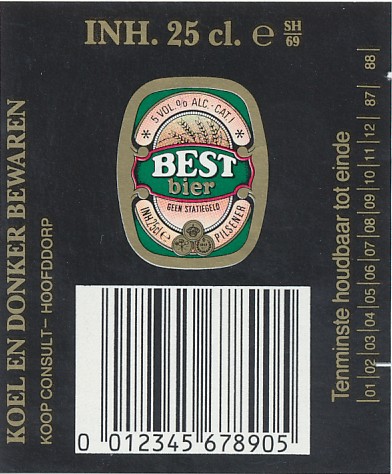 INH. 25 cl. ℮ SH
69
5 VOL.% ALC.-CAT.I
BEST
bier
GEEN STATIEGELD
INH.25cl ℮ PILSENER
KOEL EN DONKER BEWAREN
KOOP CONSULT – HOOFDDORP
Tenminste houdbaar tot einde
01 02 03 04 05 06 07 08 09 10 11 12 87 88
0 012345 678905